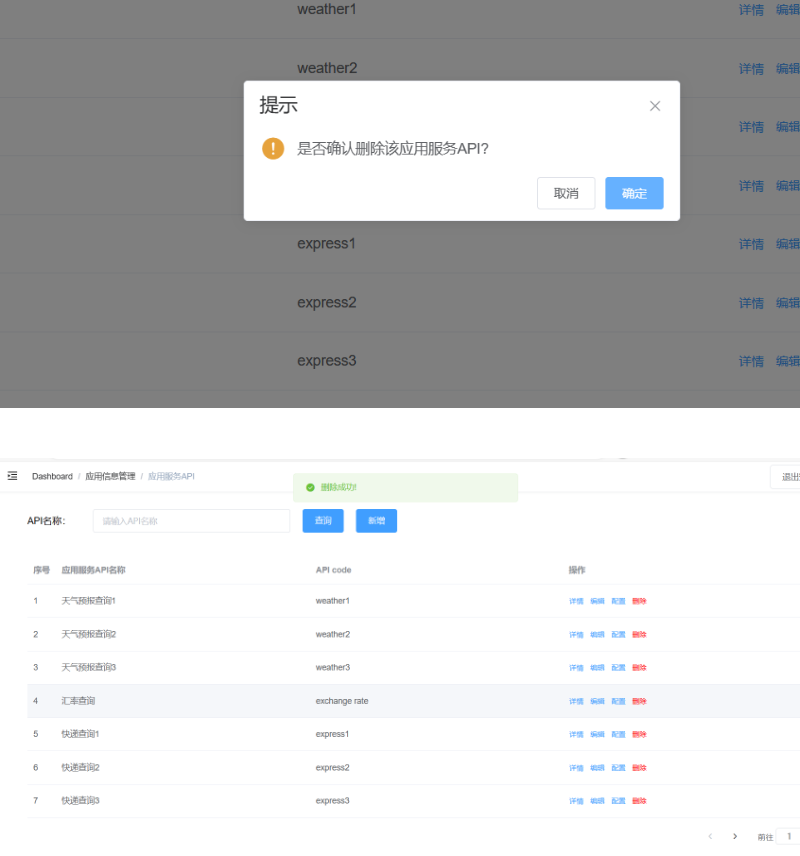 weather1 详情 编辑
weather2 详情 编辑
提示
详情 编辑
是否确认删除该应用服务API?
取消 确定
详情 编辑
express1 详情 编辑
express2 详情 编辑
express3 详情 编辑
Dashboard / 应用信息管理 / 应用服务API
删除成功!
退出
API名称: 请输入API名称 查询 新增
序号 应用服务API名称 API code 操作
1 天气预报查询1 weather1 详情 编辑 配置 删除
2 天气预报查询2 weather2 详情 编辑 配置 删除
3 天气预报查询3 weather3 详情 编辑 配置 删除
4 汇率查询 exchange rate 详情 编辑 配置 删除
5 快递查询1 express1 详情 编辑 配置 删除
6 快递查询2 express2 详情 编辑 配置 删除
7 快递查询3 express3 详情 编辑 配置 删除
前往 1